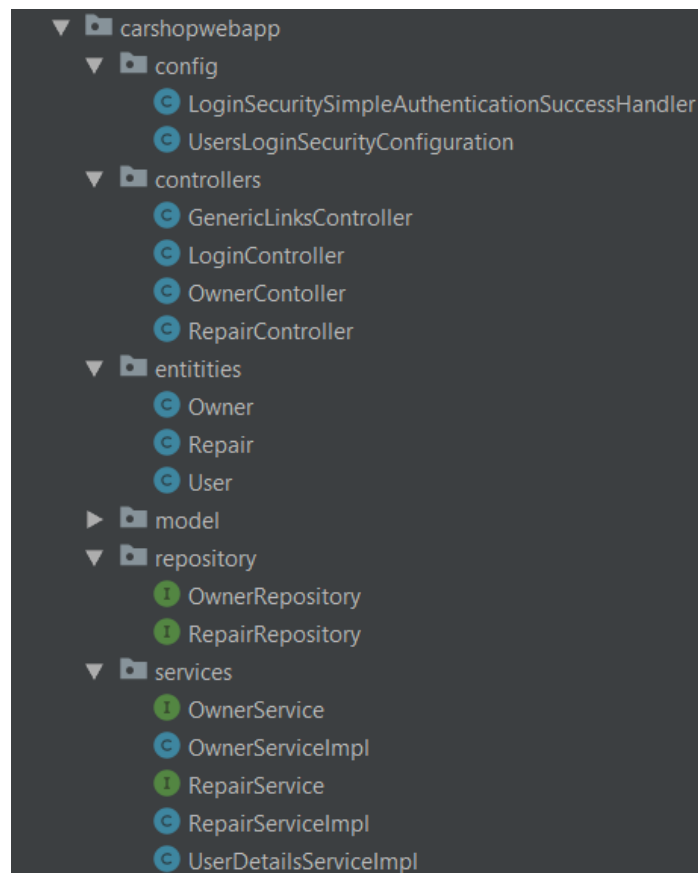 carshopwebapp
config
C LoginSecuritySimpleAuthenticationSuccessHandler
C UsersLoginSecurityConfiguration
controllers
C GenericLinksController
C LoginController
C OwnerContoller
C RepairController
entitities
C Owner
C Repair
C User
model
repository
I OwnerRepository
I RepairRepository
services
I OwnerService
C OwnerServiceImpl
I RepairService
C RepairServiceImpl
C UserDetailsServiceImpl